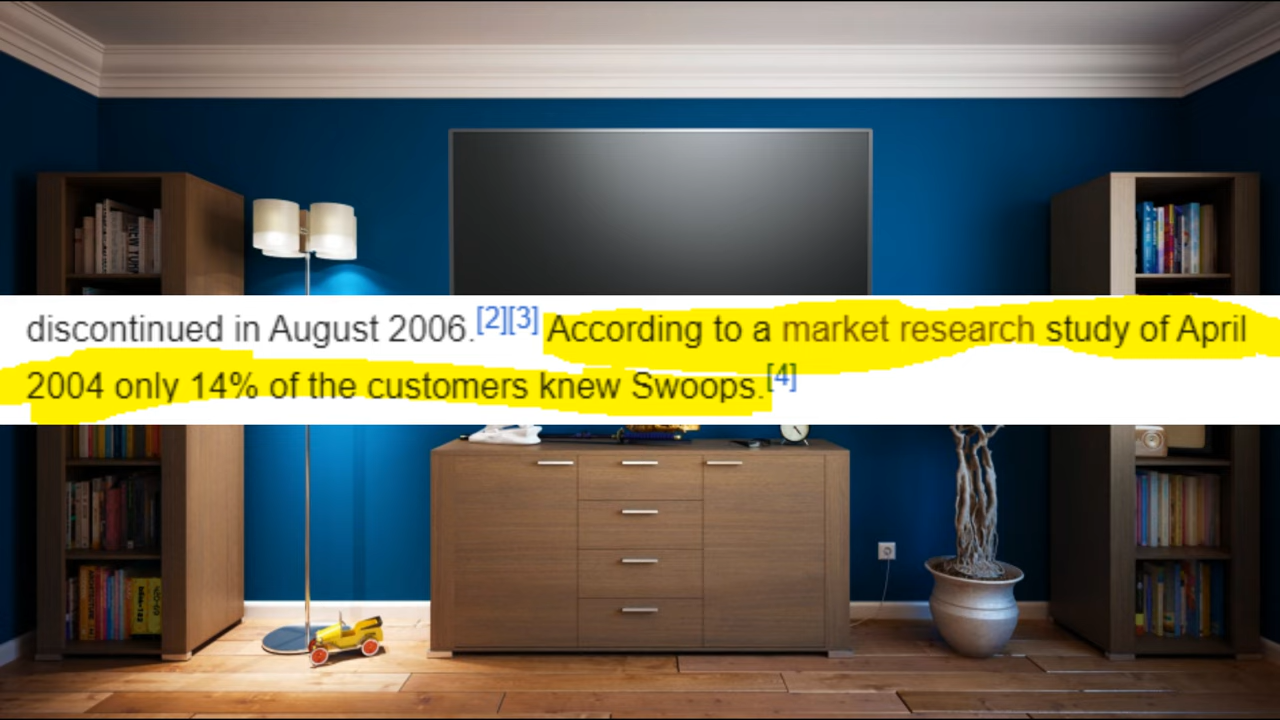 discontinued in August 2006.[2][3] According to a market research study of April
2004 only 14% of the customers knew Swoops.[4]